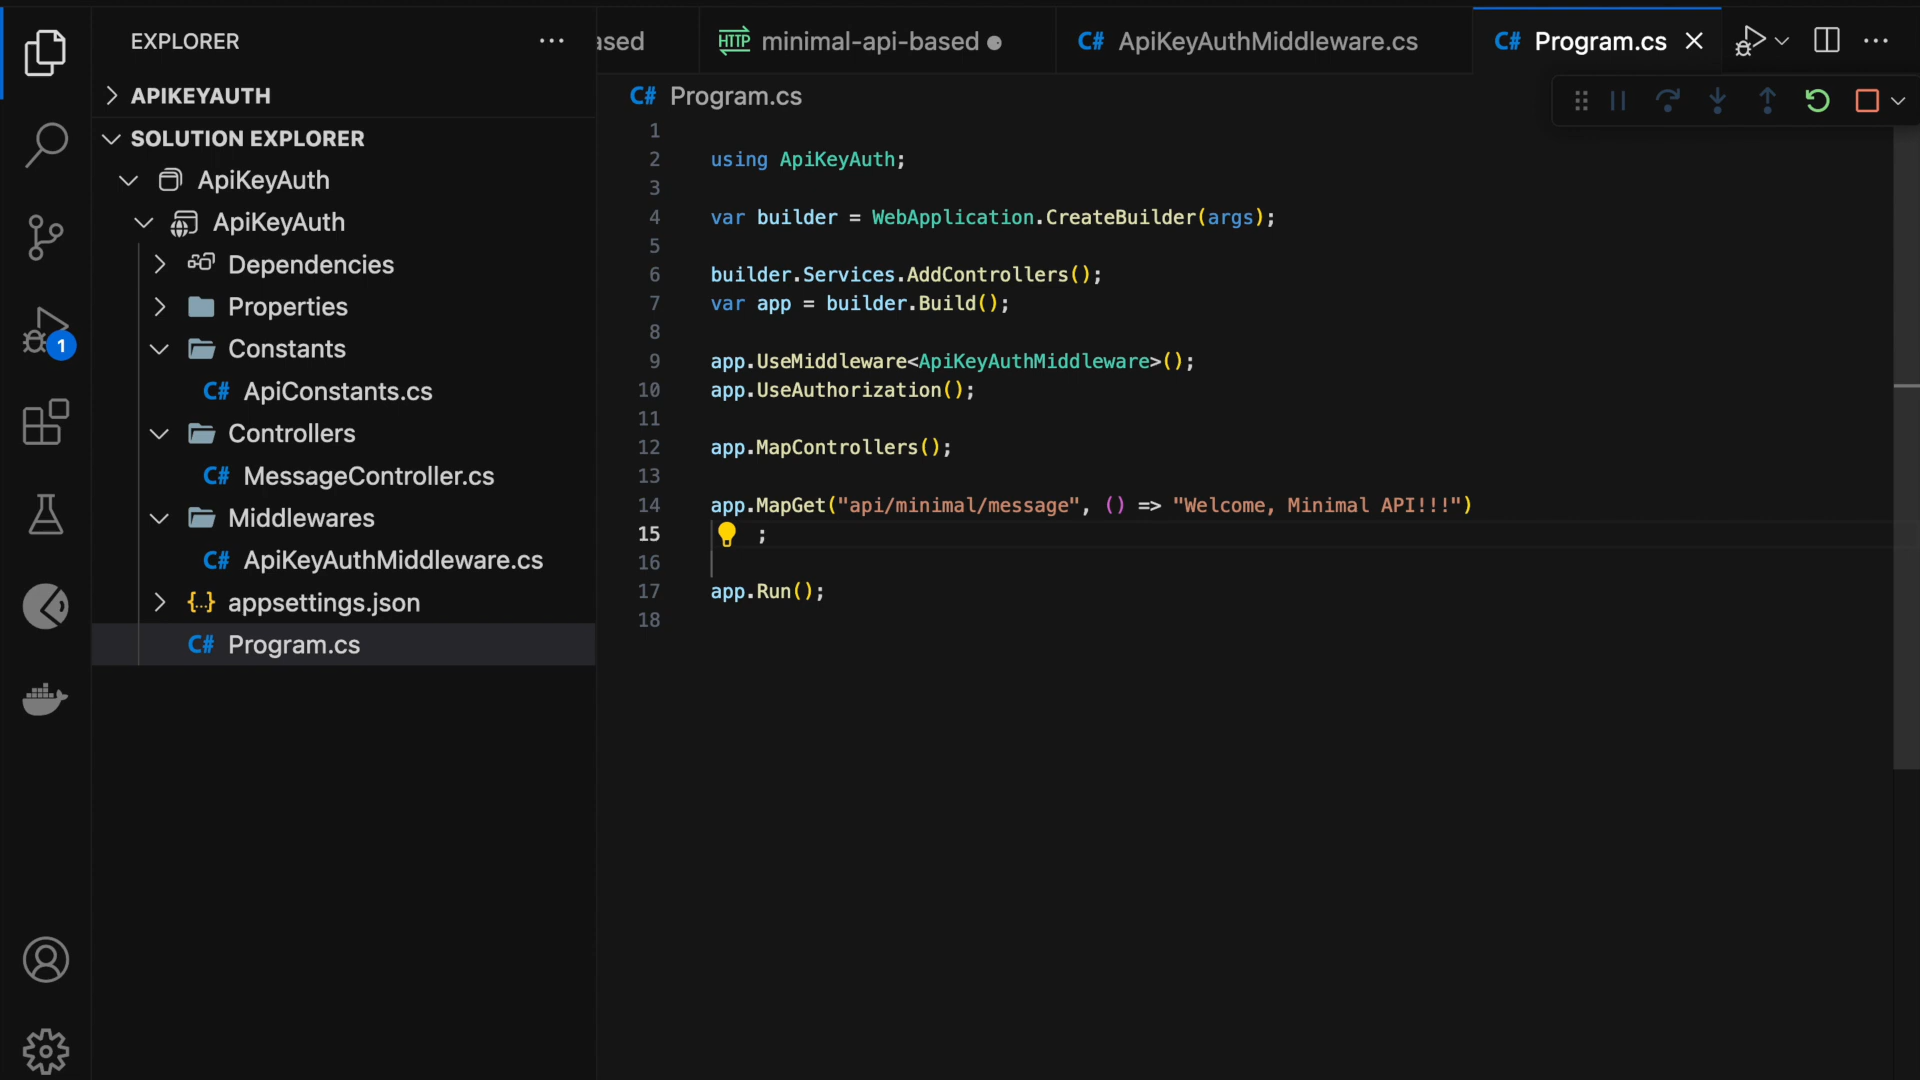 EXPLORER
APIKEYAUTH
SOLUTION EXPLORER
ApiKeyAuth
ApiKeyAuth
Dependencies
Properties
Constants
C# ApiConstants.cs
Controllers
C# MessageController.cs
Middlewares
C# ApiKeyAuthMiddleware.cs
{..} appsettings.json
C# Program.cs
1
ased
HTTP minimal-api-based
C# ApiKeyAuthMiddleware.cs
C# Program.cs
C# Program.cs
1
2 using ApiKeyAuth;
3
4 var builder = WebApplication.CreateBuilder(args);
5
6 builder.Services.AddControllers();
7 var app = builder.Build();
8
9 app.UseMiddleware<ApiKeyAuthMiddleware>();
10 app.UseAuthorization();
11
12 app.MapControllers();
13
14 app.MapGet("api/minimal/message", () => "Welcome, Minimal API!!!")
15 ;
16
17 app.Run();
18